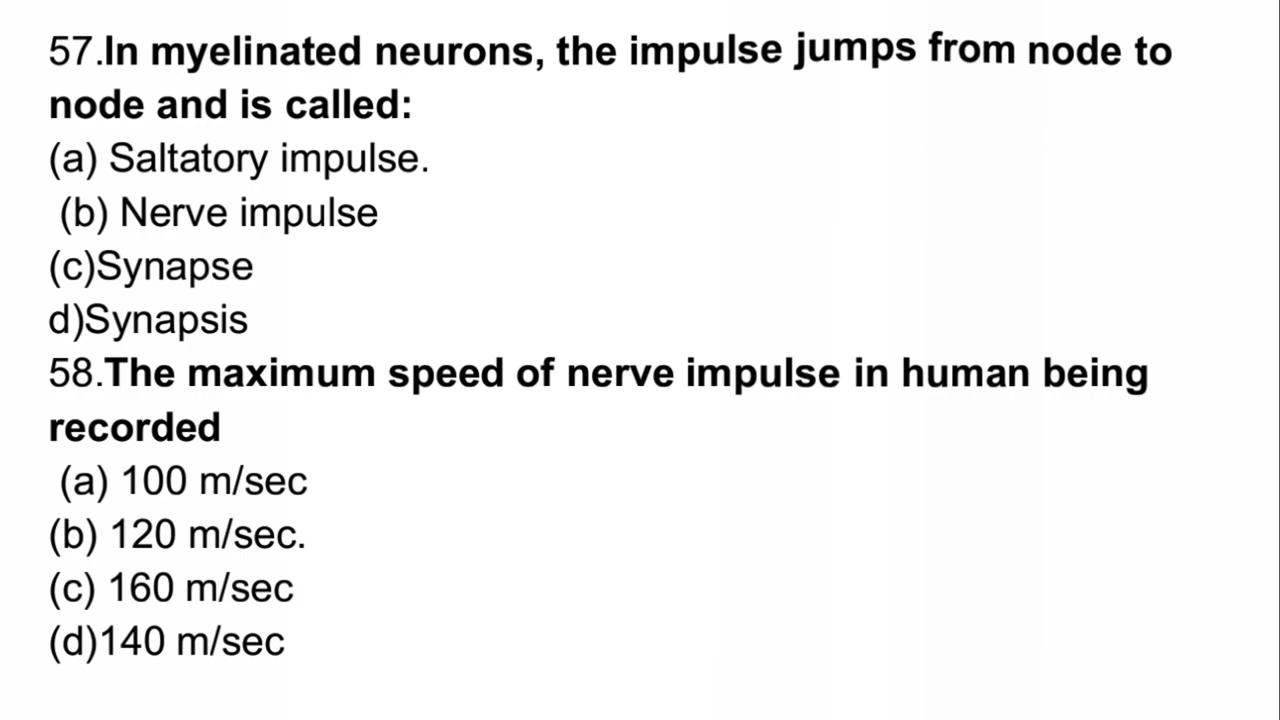 57.In myelinated neurons, the impulse jumps from node to
node and is called:
(a) Saltatory impulse.
(b) Nerve impulse
(c)Synapse
d)Synapsis
58.The maximum speed of nerve impulse in human being
recorded
(a) 100 m/sec
(b) 120 m/sec.
(c) 160 m/sec
(d)140 m/sec